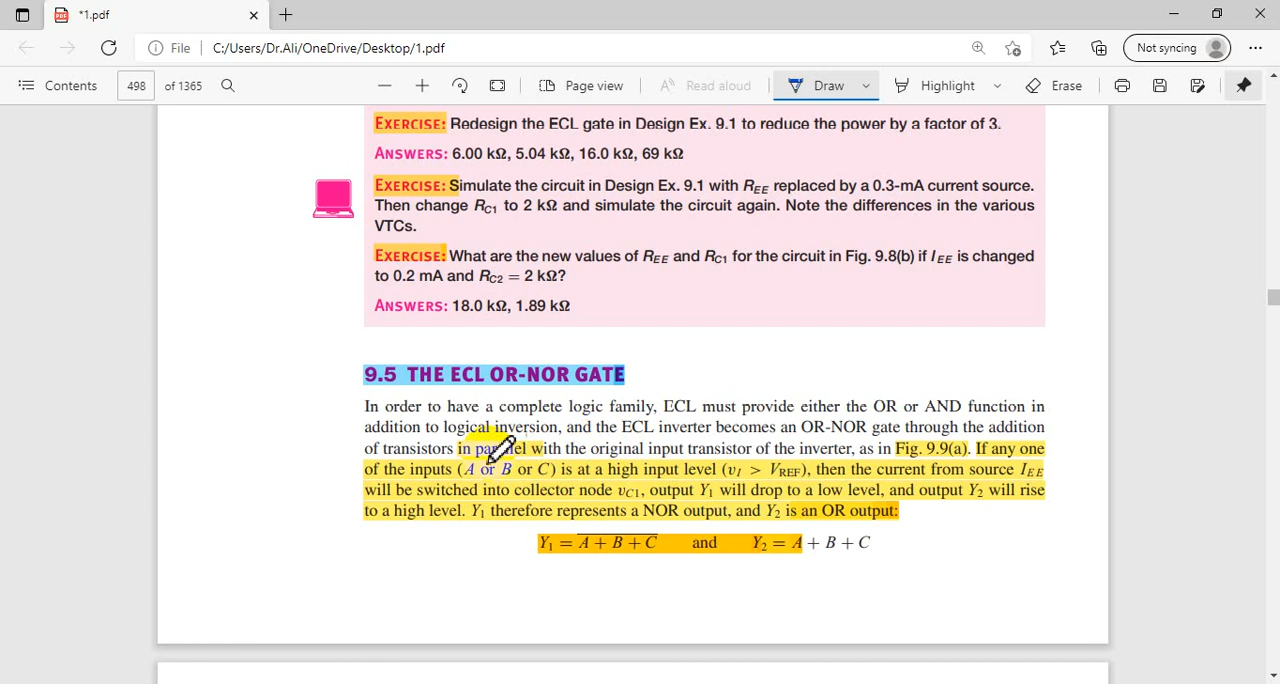 *1.pdf
File C:/Users/Dr.Ali/OneDrive/Desktop/1.pdf Not syncing
Contents 498 of 1365 Page view Read aloud Draw Highlight Erase
EXERCISE: Redesign the ECL gate in Design Ex. 9.1 to reduce the power by a factor of 3.
ANSWERS: 6.00 kΩ, 5.04 kΩ, 16.0 kΩ, 69 kΩ
EXERCISE: Simulate the circuit in Design Ex. 9.1 with REE replaced by a 0.3-mA current source.
Then change RC1 to 2 kΩ and simulate the circuit again. Note the differences in the various
VTCs.
EXERCISE: What are the new values of REE and RC1 for the circuit in Fig. 9.8(b) if IEE is changed
to 0.2 mA and RC2 = 2 kΩ?
ANSWERS: 18.0 kΩ, 1.89 kΩ
9.5 THE ECL OR-NOR GATE
In order to have a complete logic family, ECL must provide either the OR or AND function in
addition to logical inversion, and the ECL inverter becomes an OR-NOR gate through the addition
of transistors in parallel with the original input transistor of the inverter, as in Fig. 9.9(a). If any one
of the inputs (A or B or C) is at a high input level (vI > VREF), then the current from source IEE
will be switched into collector node vC1, output Y1 will drop to a low level, and output Y2 will rise
to a high level. Y1 therefore represents a NOR output, and Y2 is an OR output:
Y1 = A̅ ̅+̅ ̅B̅ ̅+̅ ̅C̅ and Y2 = A + B + C